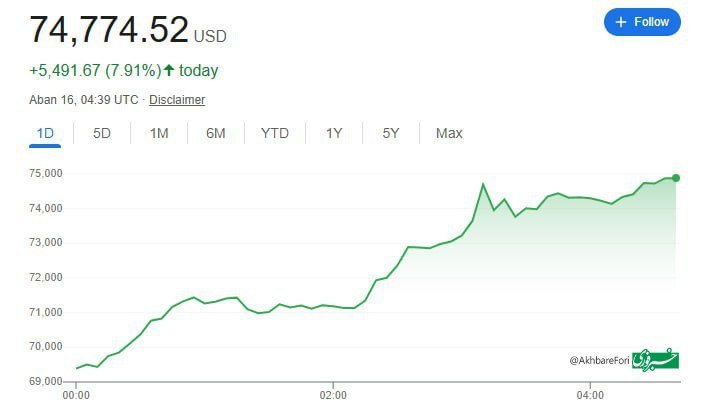 74,774.52 USD
+ Follow
+5,491.67 (7.91%)↑ today
Aban 16, 04:39 UTC · Disclaimer
1D
5D
1M
6M
YTD
1Y
5Y
Max
75,000
74,000
73,000
72,000
71,000
70,000
69,000
00:00
02:00
04:00
@AkhbareFori